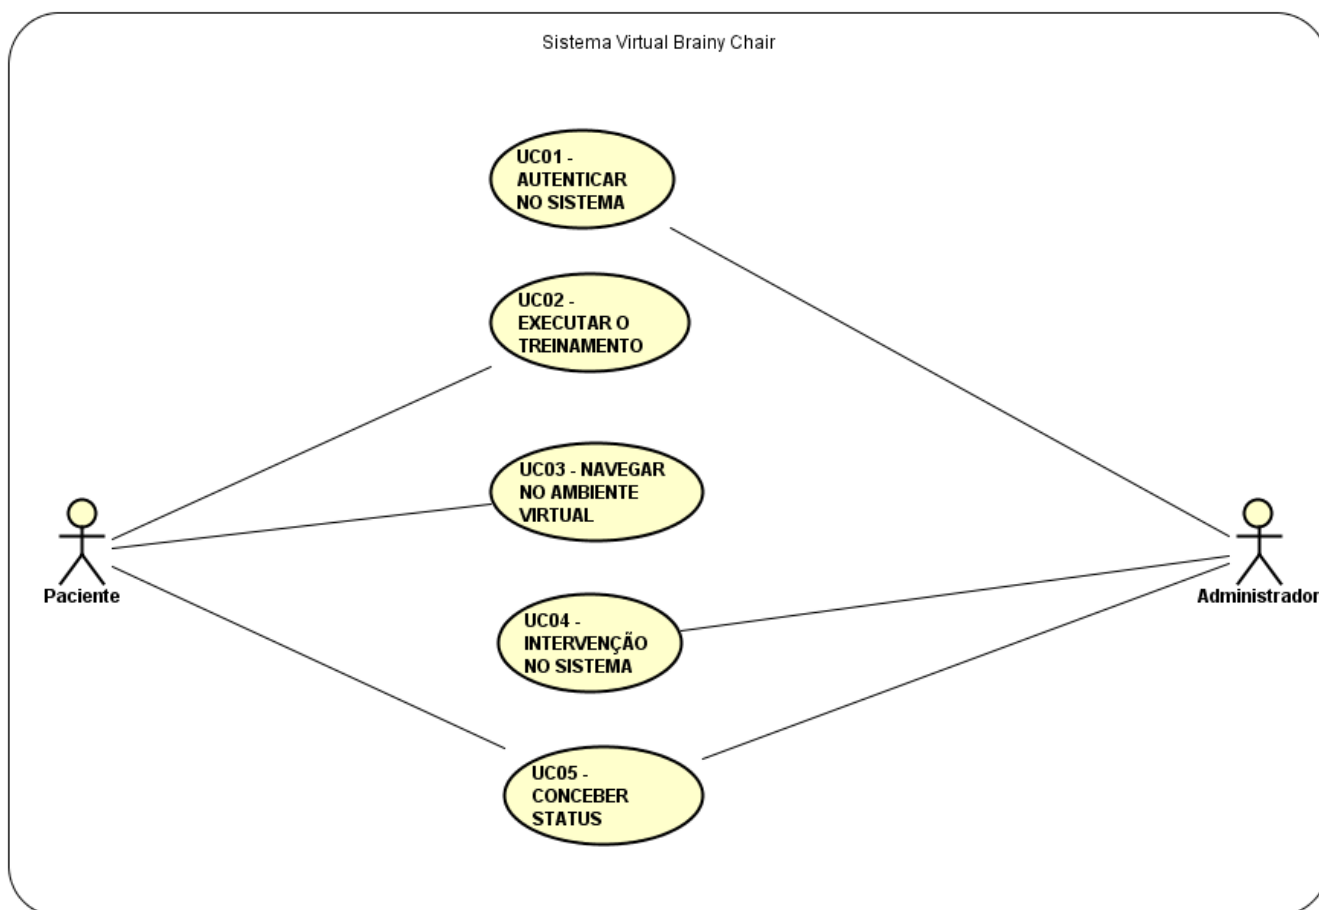 Sistema Virtual Brainy Chair
UC01 -
AUTENTICAR
NO SISTEMA
UC02 -
EXECUTAR O
TREINAMENTO
UC03 - NAVEGAR
NO AMBIENTE
VIRTUAL
Paciente
Administrador
UC04 -
INTERVENÇÃO
NO SISTEMA
UC05 -
CONCEBER
STATUS